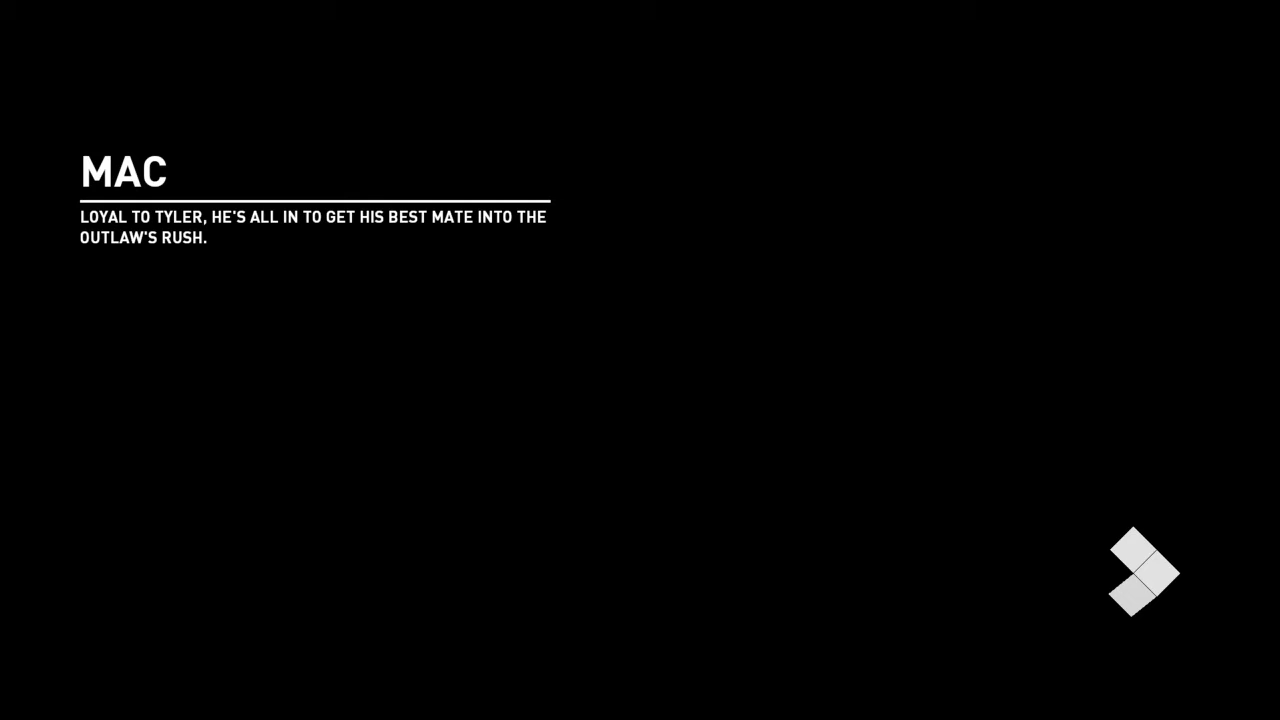 MAC
LOYAL TO TYLER, HE'S ALL IN TO GET HIS BEST MATE INTO THE
OUTLAW'S RUSH.